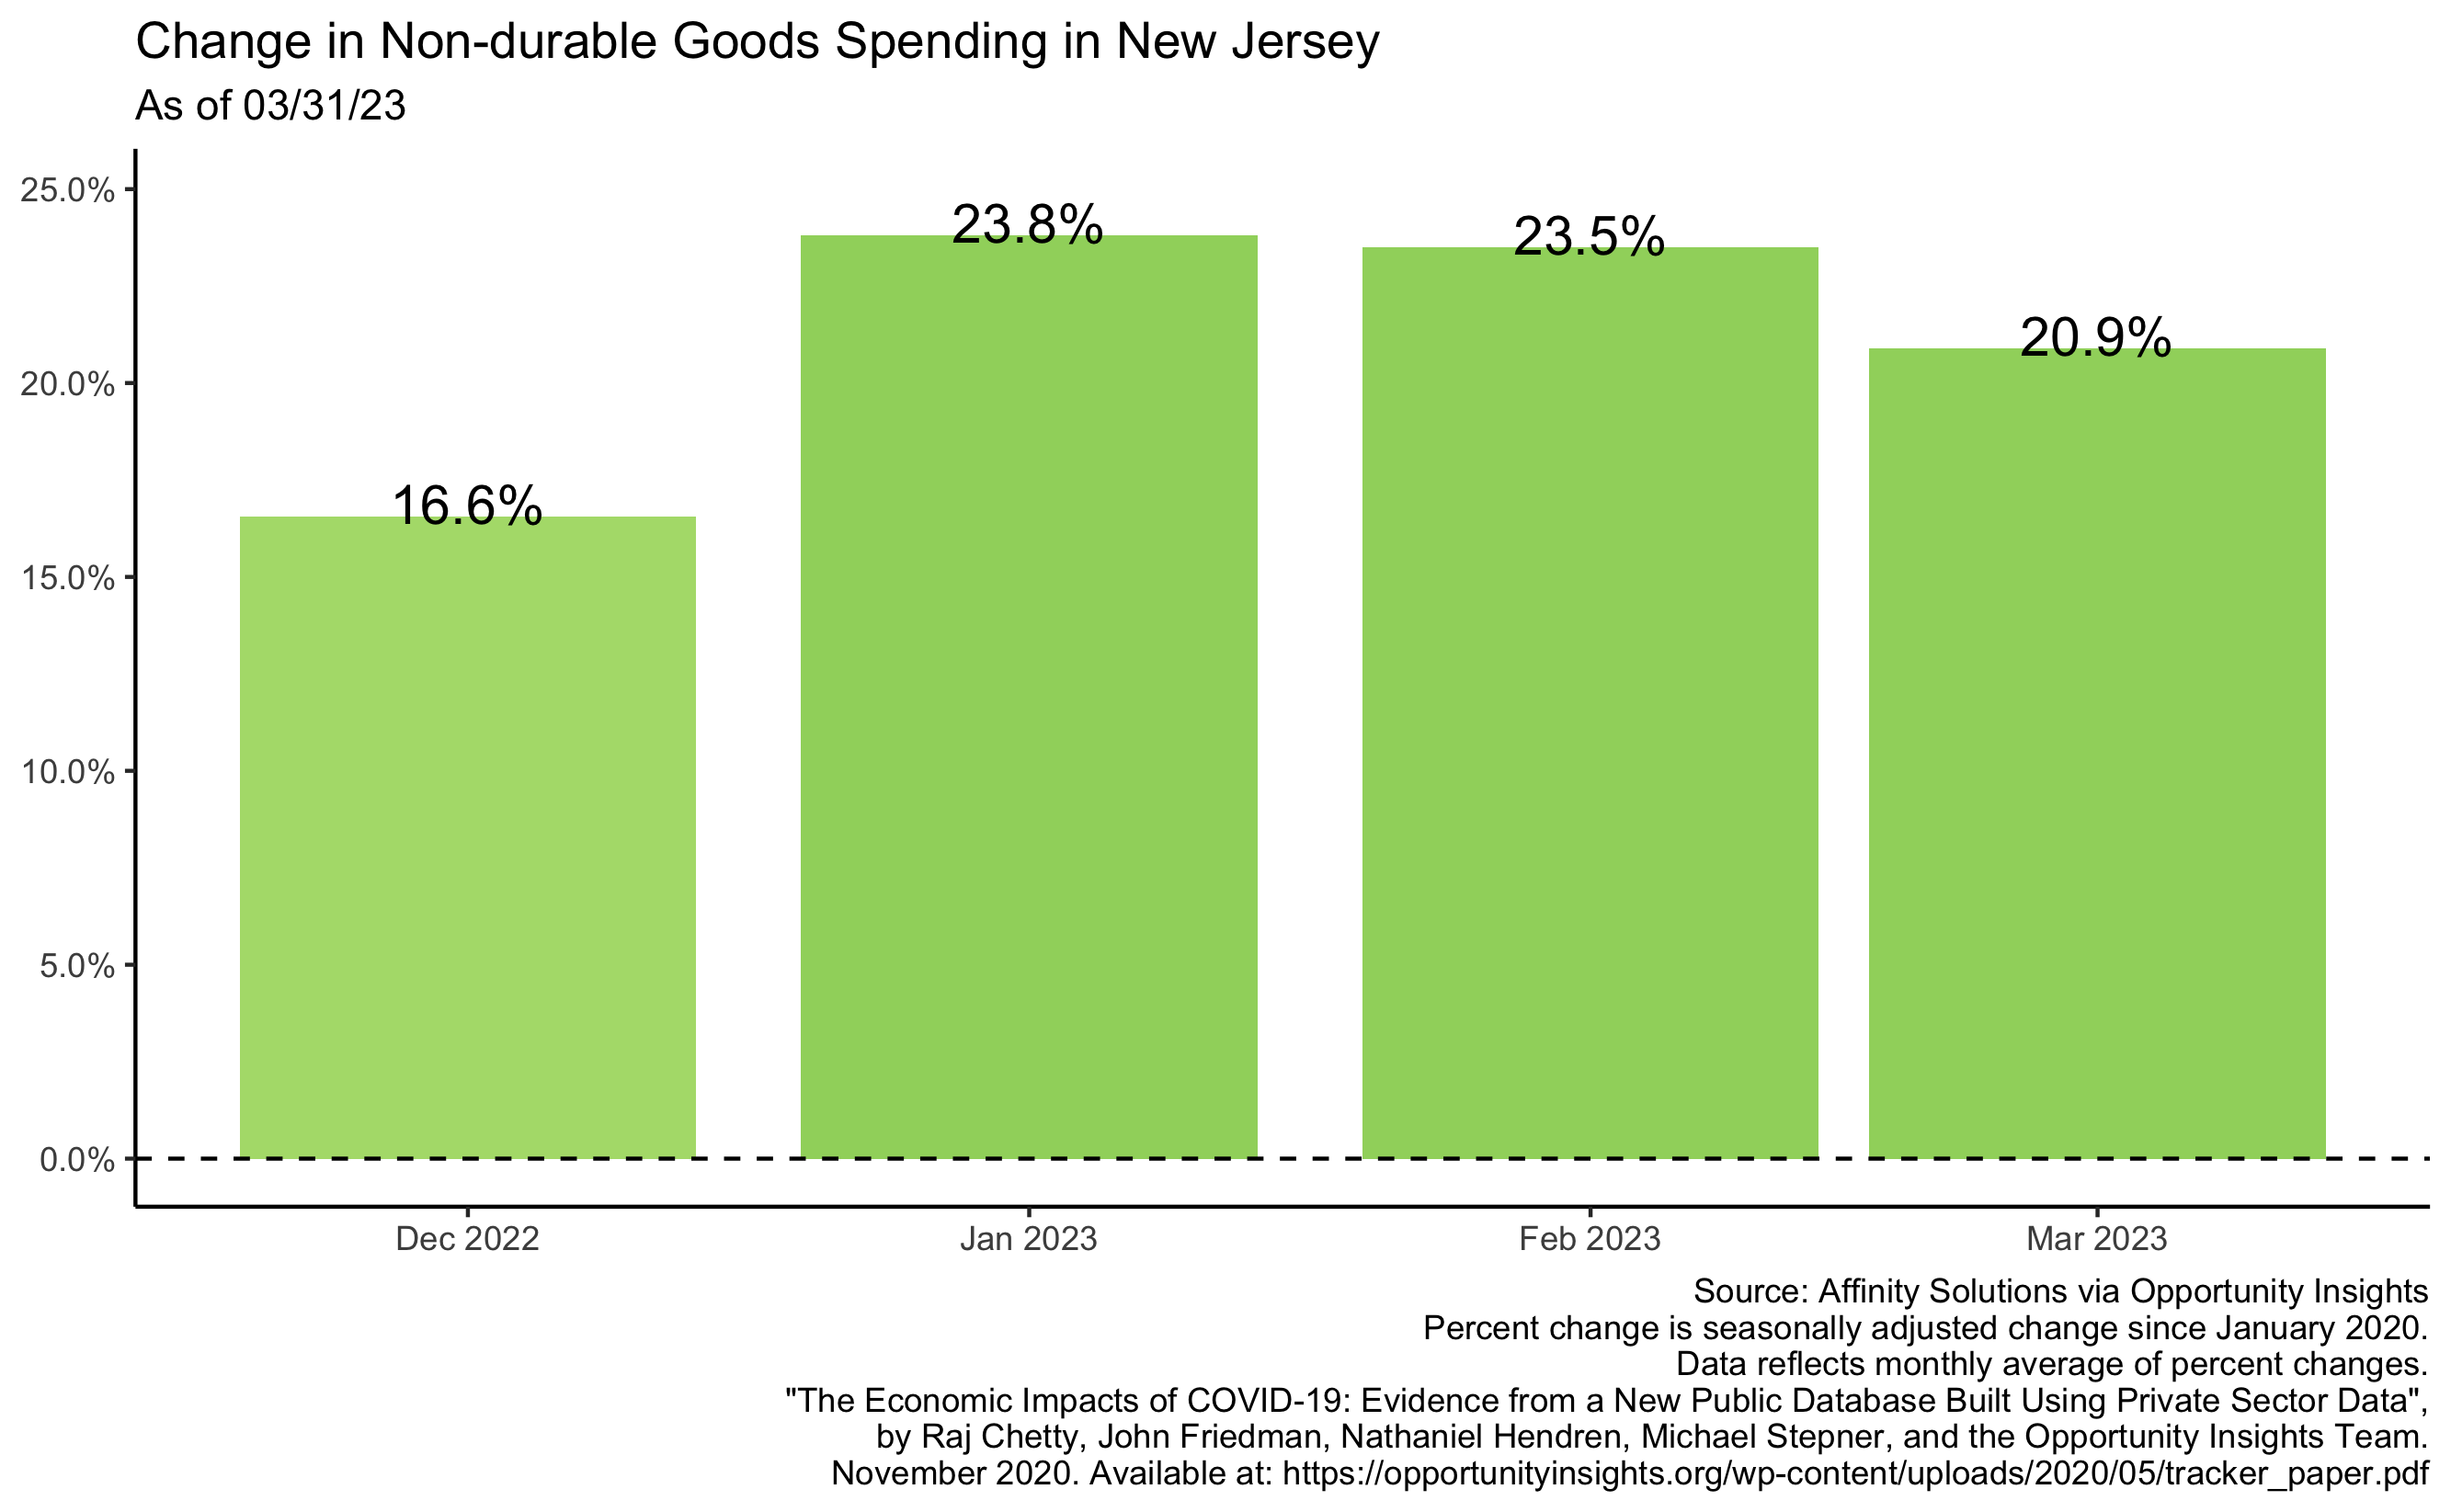 Change in Non-durable Goods Spending in New Jersey
As of 03/31/23
25.0%
20.0%
15.0%
10.0%
5.0%
0.0%
16.6%
23.8%
23.5%
20.9%
Dec 2022
Jan 2023
Feb 2023
Mar 2023
Source: Affinity Solutions via Opportunity Insights
Percent change is seasonally adjusted change since January 2020.
Data reflects monthly average of percent changes.
"The Economic Impacts of COVID-19: Evidence from a New Public Database Built Using Private Sector Data",
by Raj Chetty, John Friedman, Nathaniel Hendren, Michael Stepner, and the Opportunity Insights Team.
November 2020. Available at: https://opportunityinsights.org/wp-content/uploads/2020/05/tracker_paper.pdf